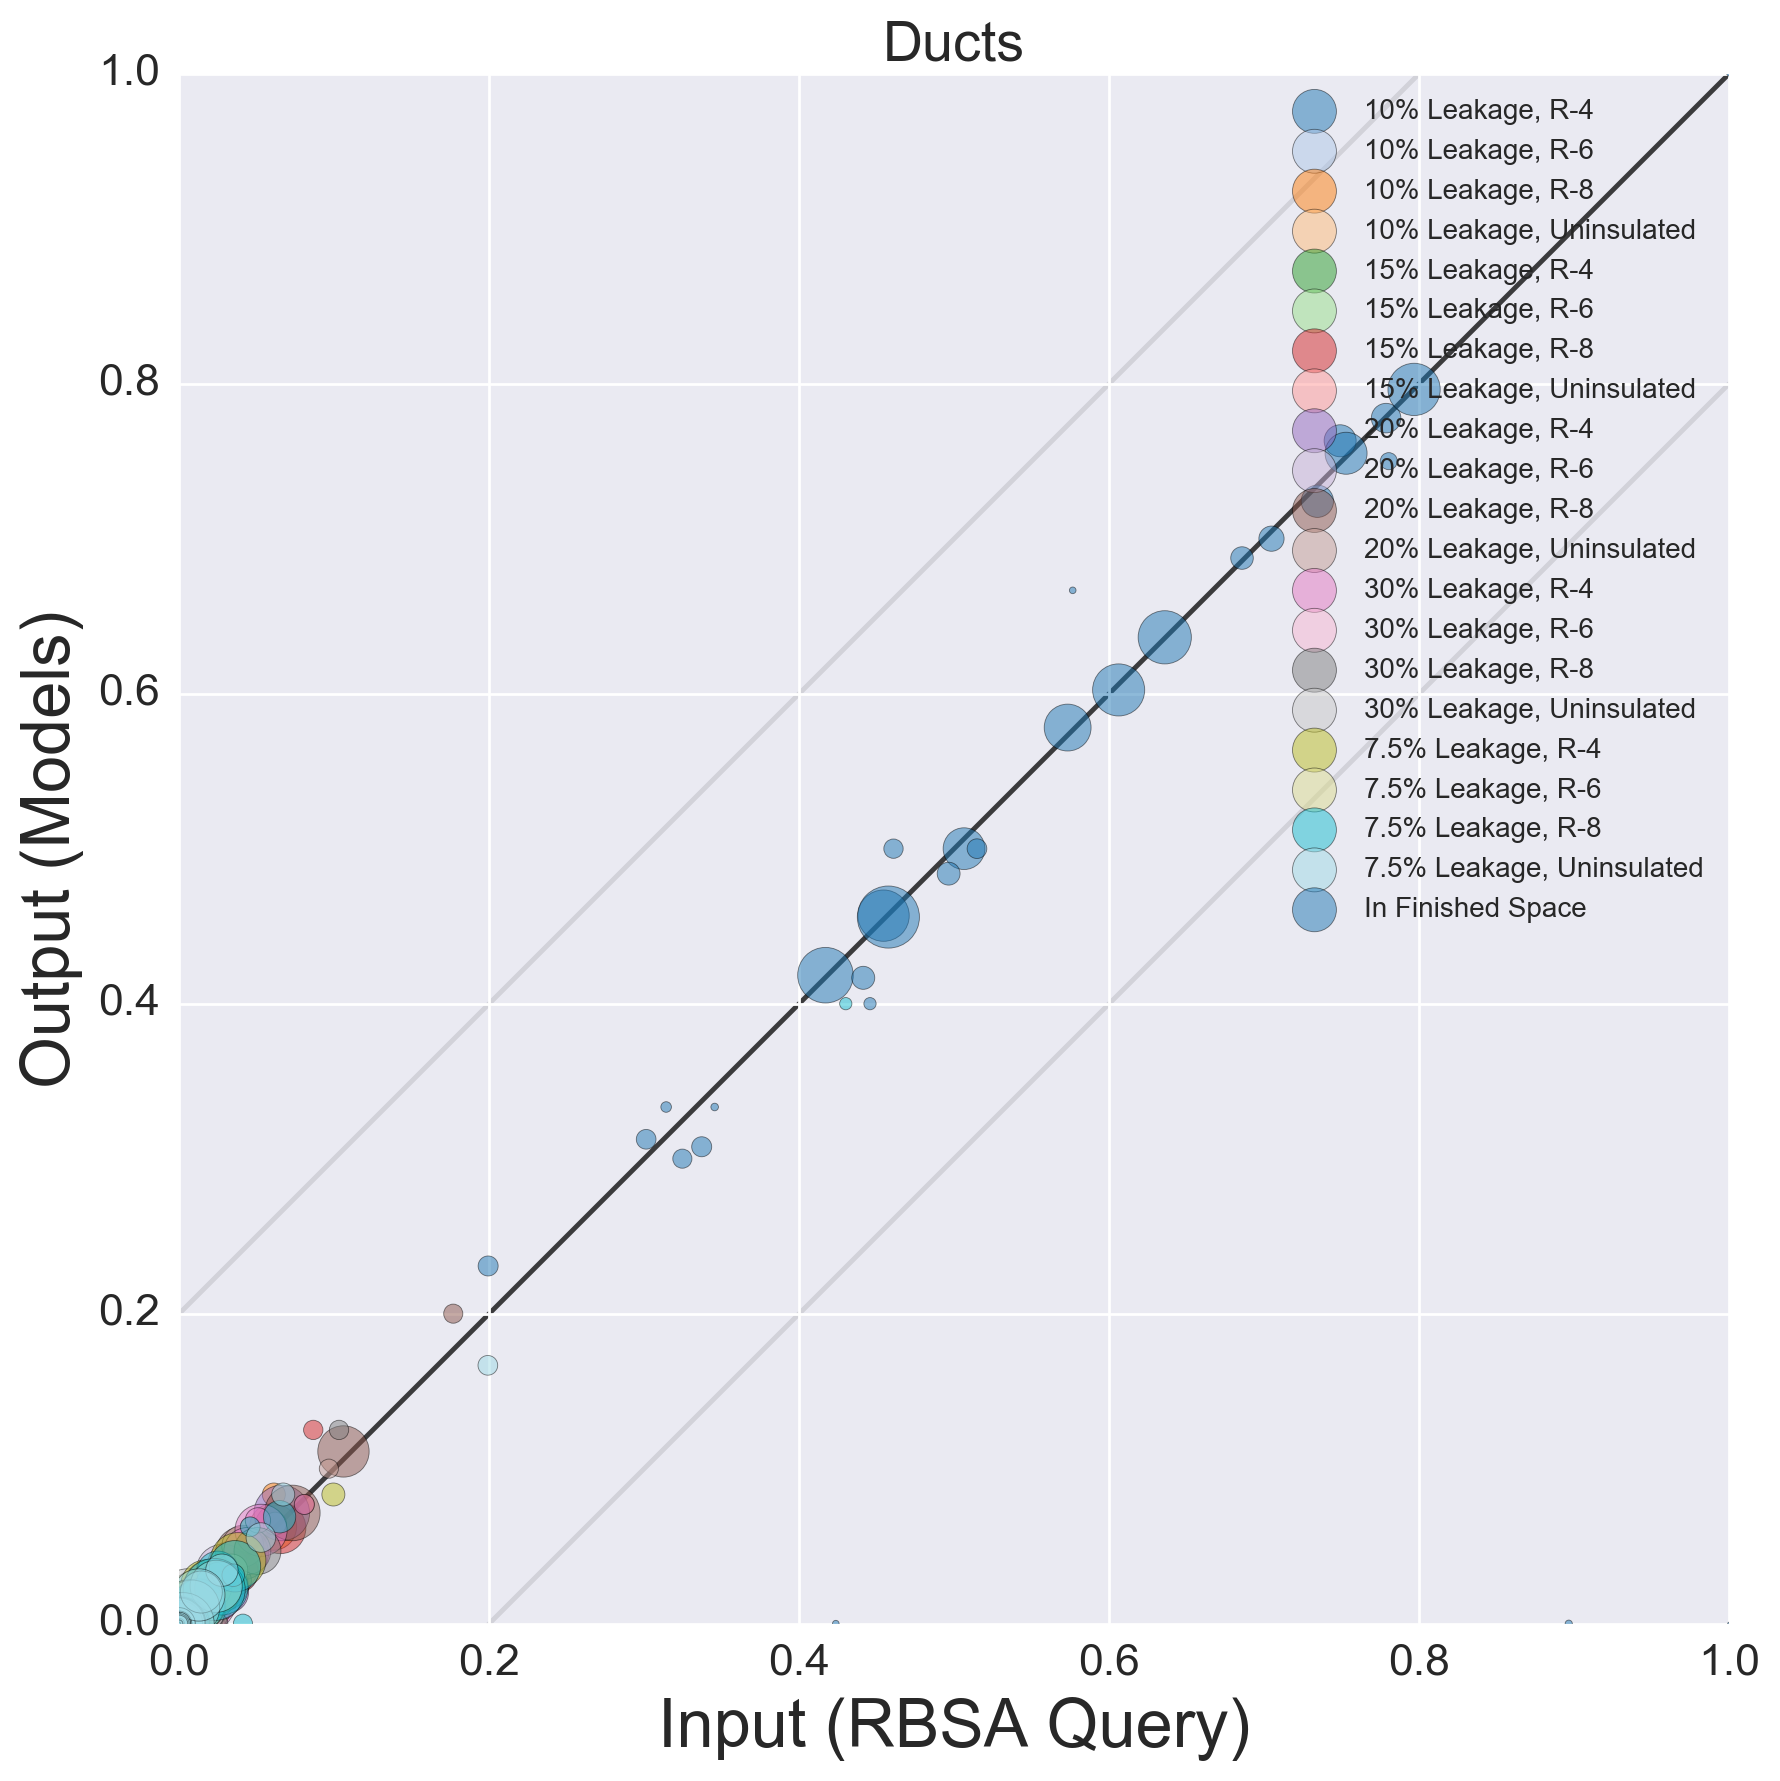 Ducts
1.0
0.8
0.6
0.4
0.2
0.0
Output (Models)
10% Leakage, R-4
10% Leakage, R-6
10% Leakage, R-8
10% Leakage, Uninsulated
15% Leakage, R-4
15% Leakage, R-6
15% Leakage, R-8
15% Leakage, Uninsulated
20% Leakage, R-4
20% Leakage, R-6
20% Leakage, R-8
20% Leakage, Uninsulated
30% Leakage, R-4
30% Leakage, R-6
30% Leakage, R-8
30% Leakage, Uninsulated
7.5% Leakage, R-4
7.5% Leakage, R-6
7.5% Leakage, R-8
7.5% Leakage, Uninsulated
In Finished Space
0.0 0.2 0.4 0.6 0.8 1.0
Input (RBSA Query)